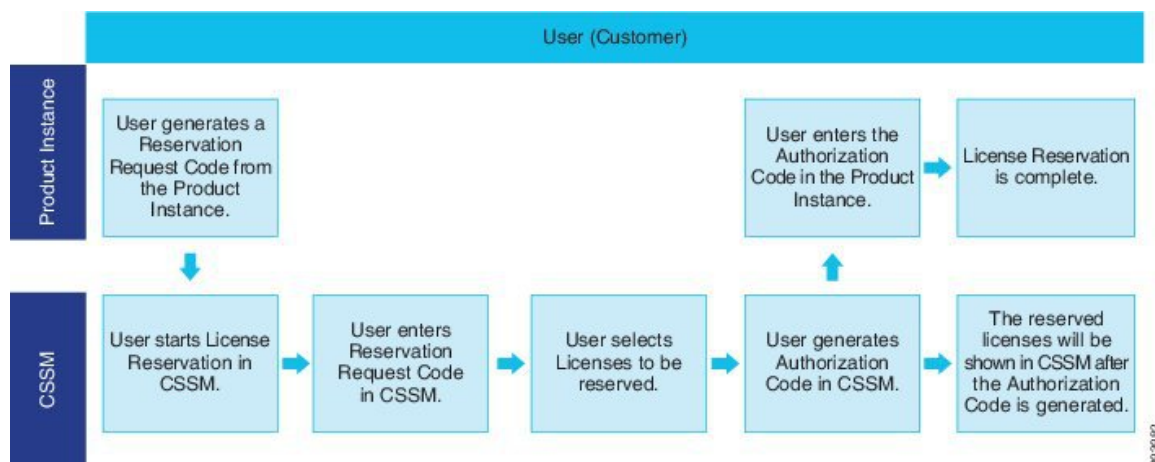 User (Customer)
Product Instance
User generates a
Reservation
Request Code from
the Product
Instance.
User enters the
Authorization
Code in the Product
Instance.
License Reservation
is complete.
CSSM
User starts License
Reservation in
CSSM.
User enters
Reservation
Request Code
in CSSM.
User selects
Licenses to be
reserved.
User generates
Authorization
Code in CSSM.
The reserved
licenses will be
shown in CSSM after
the Authorization
Code is generated.